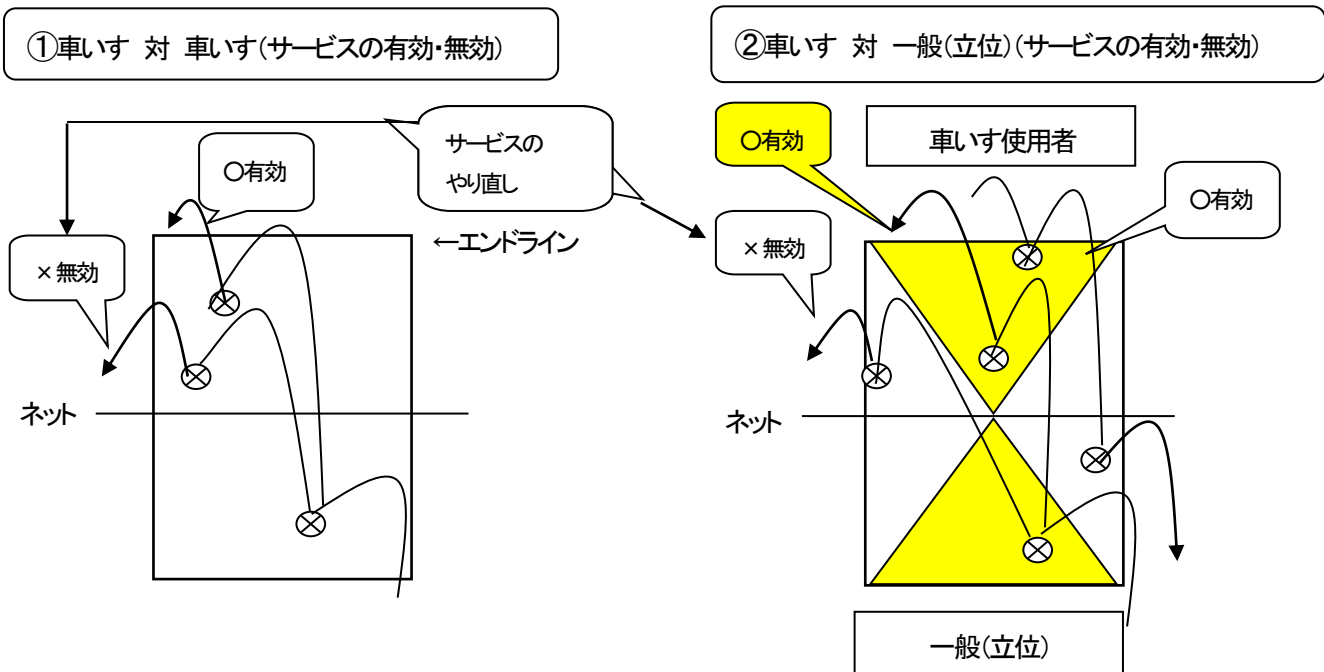 ①車いす 対 車いす(サービスの有効・無効)
サービスの
やり直し
○有効
×無効
←エンドライン
ネット
②車いす 対 一般(立位)(サービスの有効・無効)
○有効
車いす使用者
○有効
×無効
ネット
一般(立位)